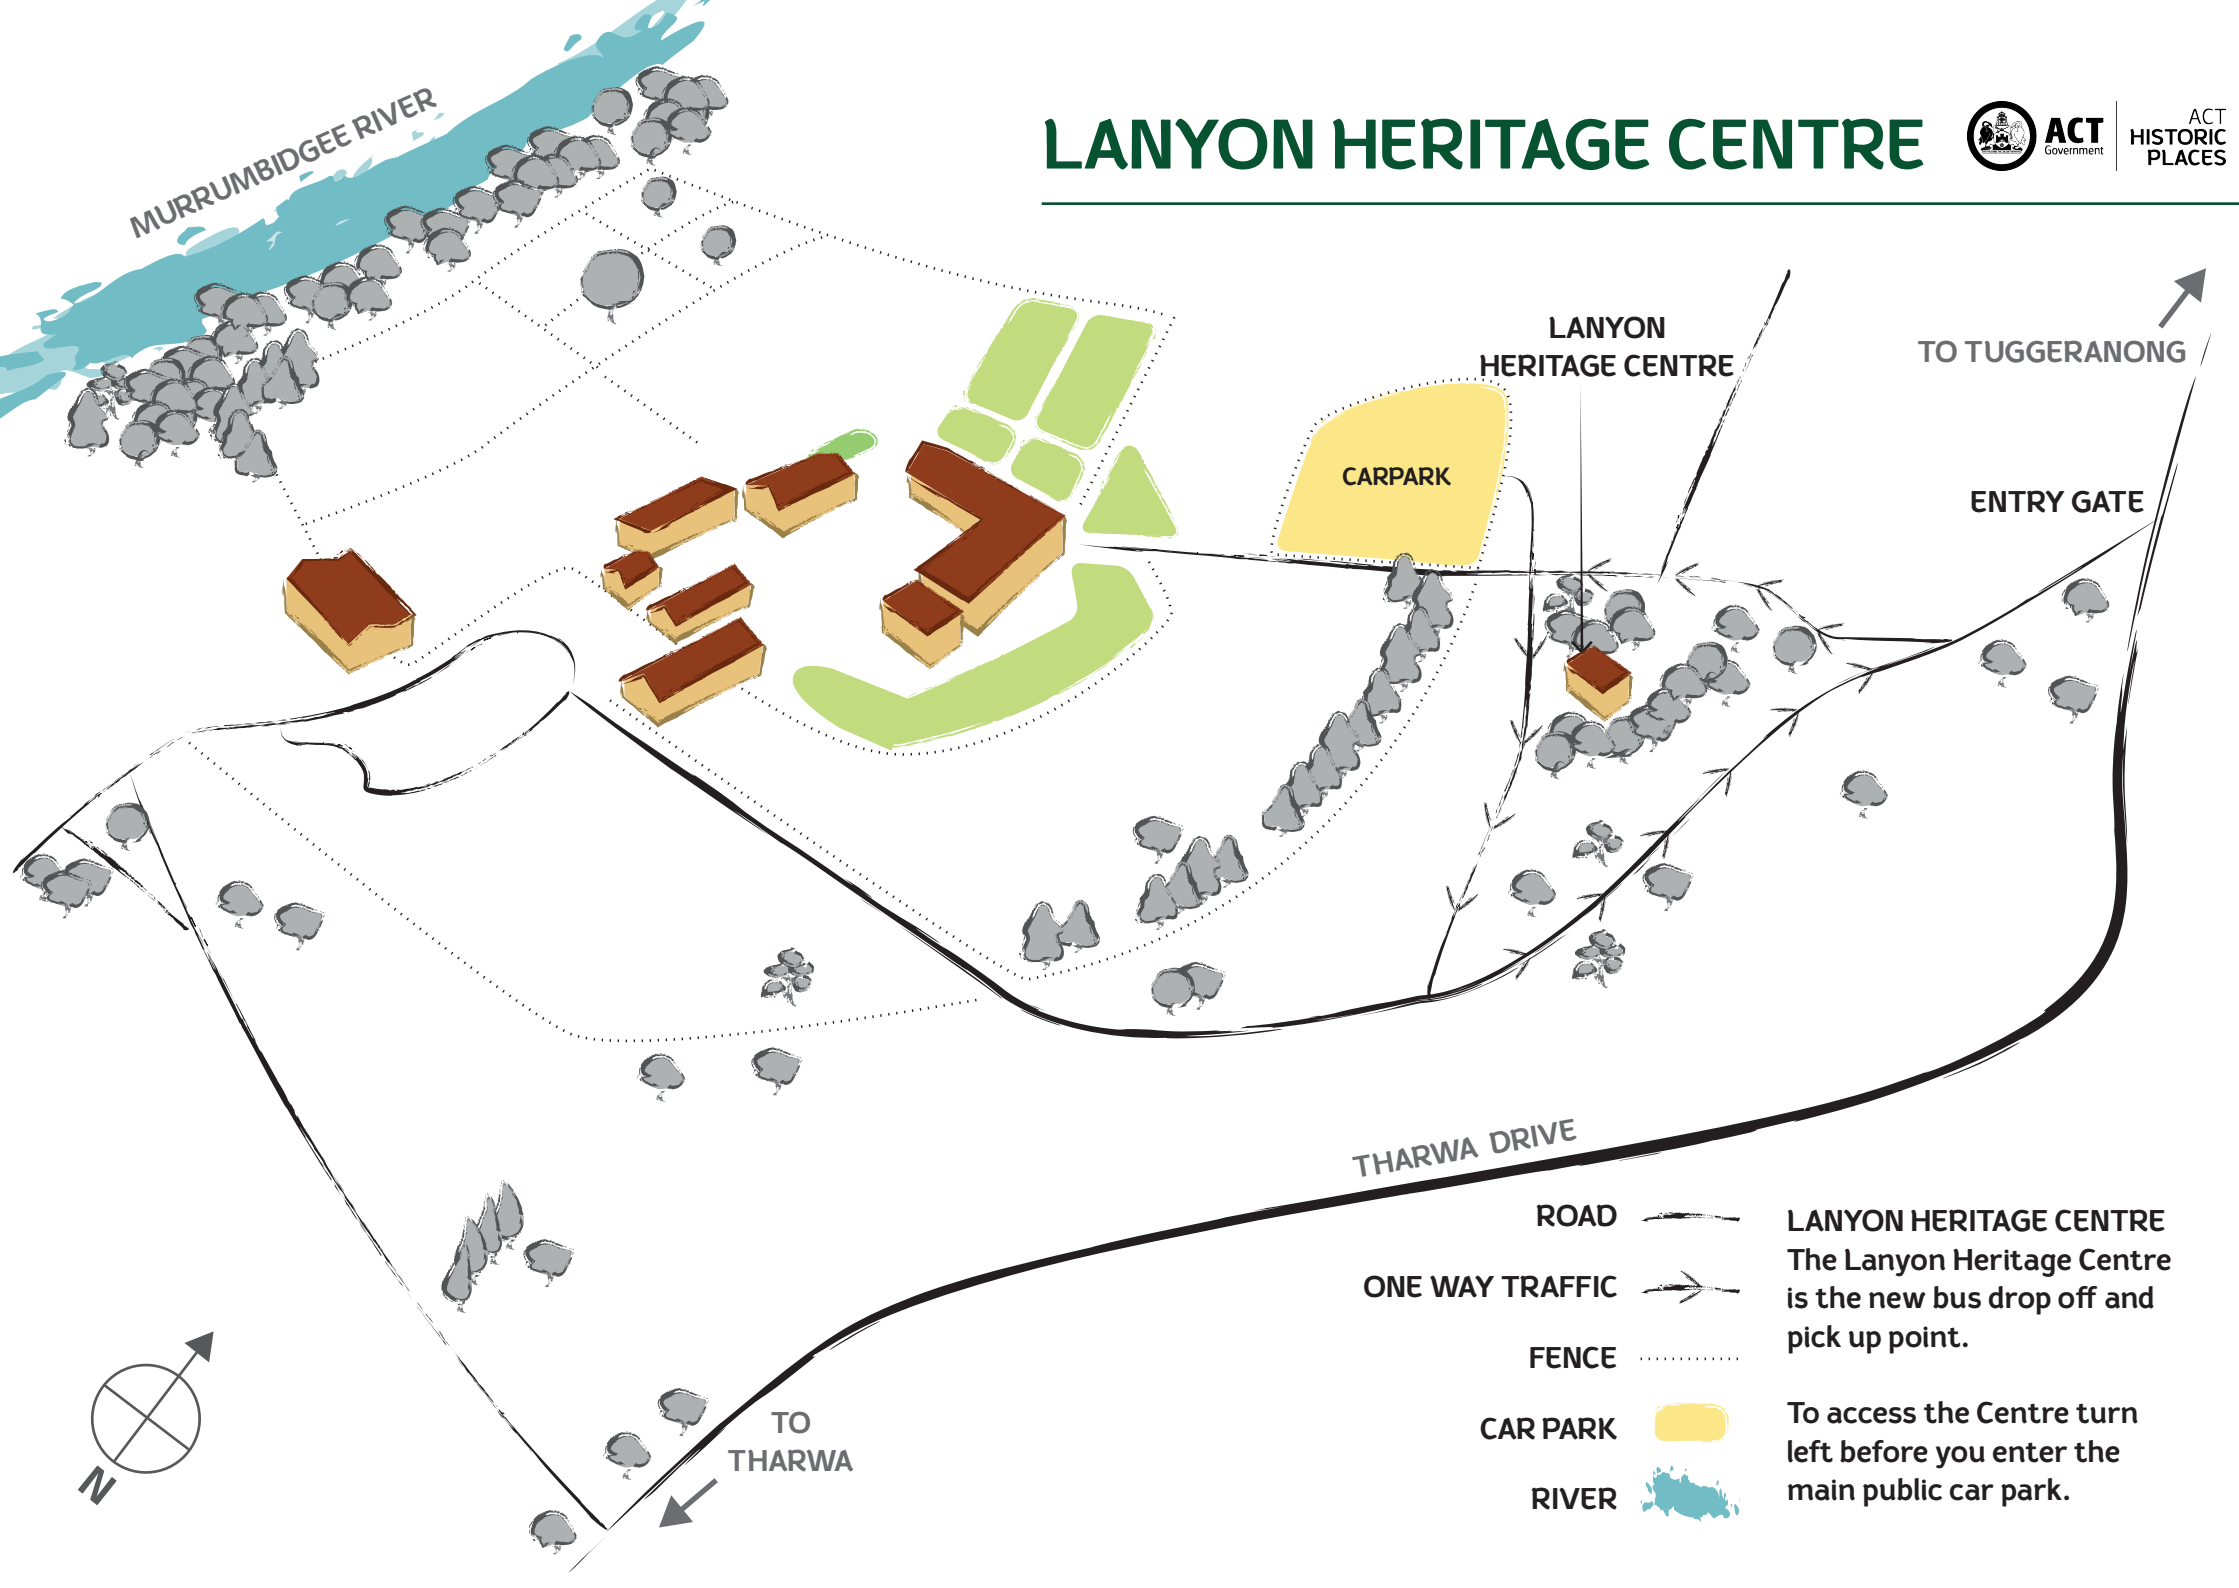 LANYON HERITAGE CENTRE
ACT
Government
ACT
HISTORIC
PLACES
MURRUMBIDGEE RIVER
LANYON
HERITAGE CENTRE
TO TUGGERANONG
CARPARK
ENTRY GATE
THARWA DRIVE
TO
THARWA
N
ROAD
ONE WAY TRAFFIC
FENCE
CAR PARK
RIVER
LANYON HERITAGE CENTRE
The Lanyon Heritage Centre
is the new bus drop off and
pick up point.
To access the Centre turn
left before you enter the
main public car park.